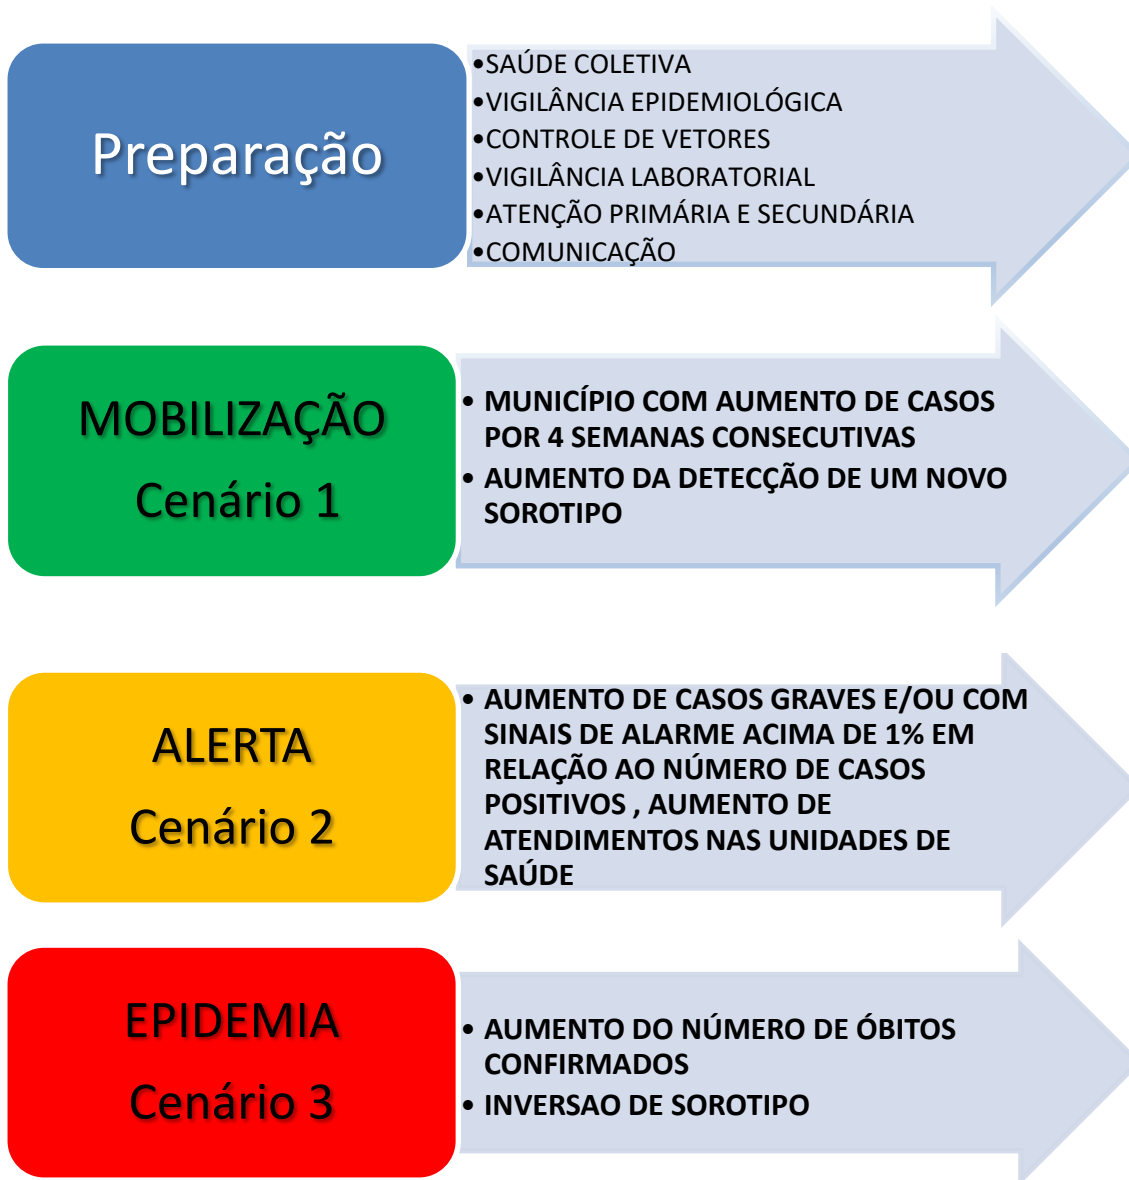 Preparação
•SAÚDE COLETIVA
•VIGILÂNCIA EPIDEMIOLÓGICA
•CONTROLE DE VETORES
•VIGILÂNCIA LABORATORIAL
•ATENÇÃO PRIMÁRIA E SECUNDÁRIA
•COMUNICAÇÃO
MOBILIZAÇÃO
Cenário 1
• MUNICÍPIO COM AUMENTO DE CASOS
POR 4 SEMANAS CONSECUTIVAS
• AUMENTO DA DETECÇÃO DE UM NOVO
SOROTIPO
ALERTA
Cenário 2
• AUMENTO DE CASOS GRAVES E/OU COM
SINAIS DE ALARME ACIMA DE 1% EM
RELAÇÃO AO NÚMERO DE CASOS
POSITIVOS , AUMENTO DE
ATENDIMENTOS NAS UNIDADES DE
SAÚDE
EPIDEMIA
Cenário 3
• AUMENTO DO NÚMERO DE ÓBITOS
CONFIRMADOS
• INVERSAO DE SOROTIPO